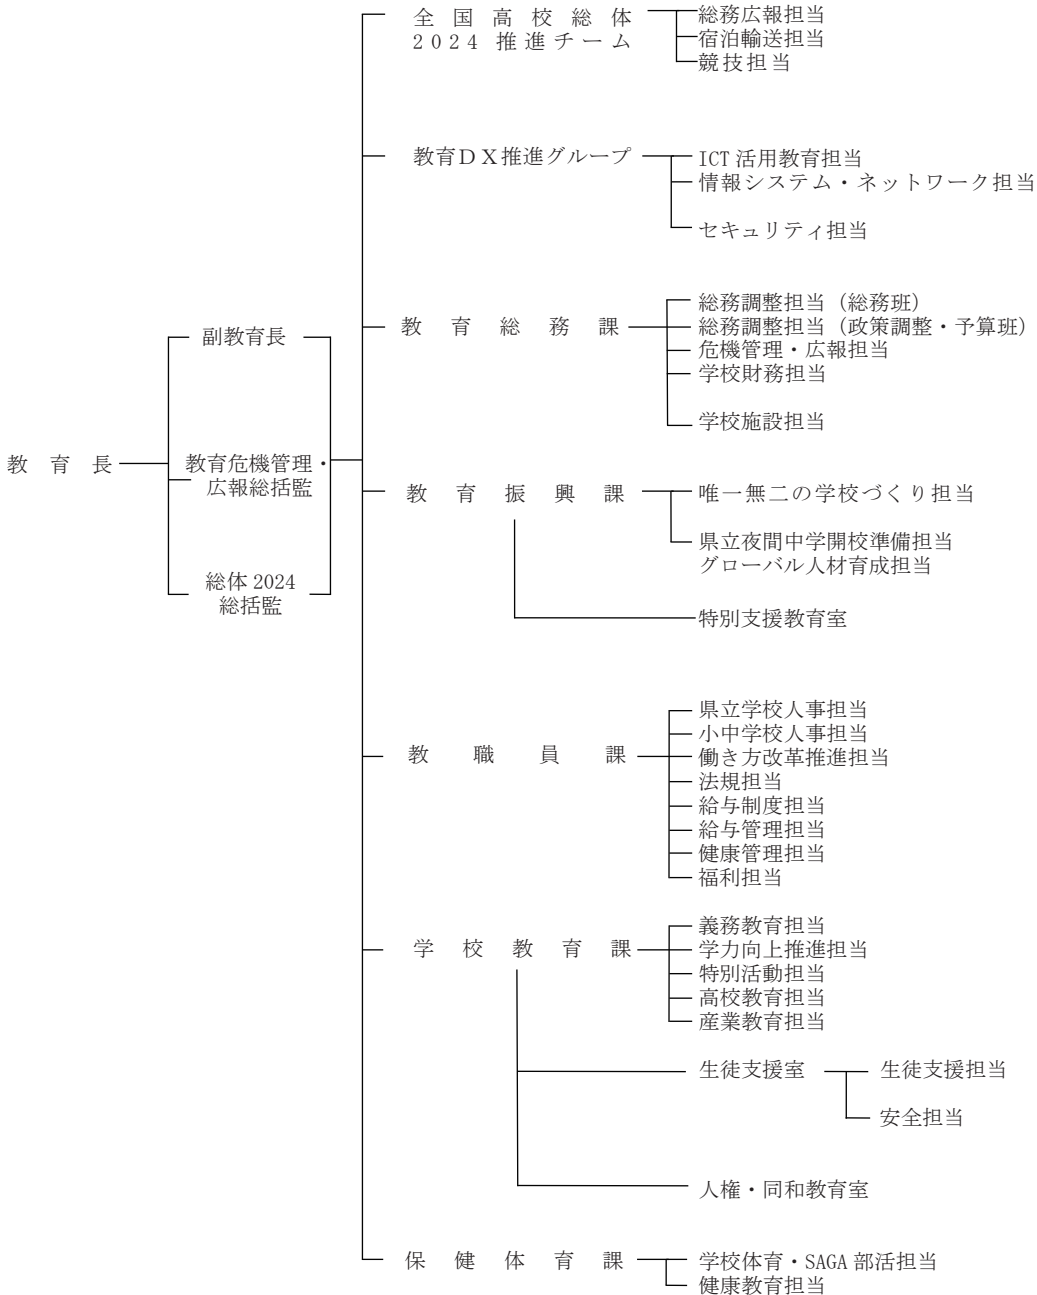 教育長
副教育長
教育危機管理・
広報総括監
総体 2024
総括監
全国高校総体
2024 推進チーム
総務広報担当
宿泊輸送担当
競技担当
教育ＤＸ推進グループ
ICT 活用教育担当
情報システム・ネットワーク担当
セキュリティ担当
教育総務課
総務調整担当（総務班）
総務調整担当（政策調整・予算班）
危機管理・広報担当
学校財務担当
学校施設担当
教育振興課
唯一無二の学校づくり担当
県立夜間中学開校準備担当
グローバル人材育成担当
特別支援教育室
教職員課
県立学校人事担当
小中学校人事担当
働き方改革推進担当
法規担当
給与制度担当
給与管理担当
健康管理担当
福利担当
学校教育課
義務教育担当
学力向上推進担当
特別活動担当
高校教育担当
産業教育担当
生徒支援室
生徒支援担当
安全担当
人権・同和教育室
保健体育課
学校体育・SAGA 部活担当
健康教育担当